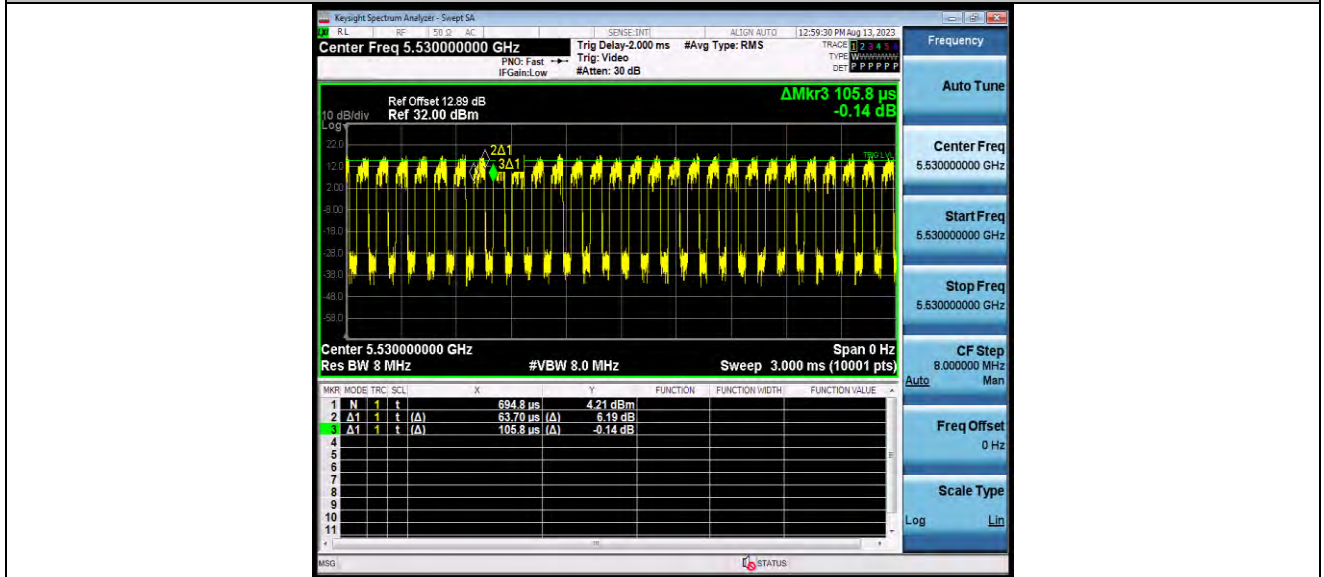 Keysight Spectrum Analyzer - Swept SA
RL RF 50 Ω AC SENSE:INT ALIGN AUTO 12:59:30 PM Aug 13, 2023
Center Freq 5.530000000 GHz
PNO: Fast
IFGain:Low
Trig Delay-2.000 ms
Trig: Video
#Atten: 30 dB
#Avg Type: RMS
TRACE 1 2 3 4 5 6
TYPE WWWWWW
DET P P P P P P
ΔMkr3 105.8 µs
-0.14 dB
Ref Offset 12.89 dB
10 dB/div Ref 32.00 dBm
Log
22.0
12.0
2.00
-8.00
-18.0
-28.0
-38.0
-48.0
-58.0
2Δ1
3Δ1
TRIG LVL
Center 5.530000000 GHz Span 0 Hz
Res BW 8 MHz #VBW 8.0 MHz Sweep 3.000 ms (10001 pts)
MKR MODE TRC SCL X Y FUNCTION FUNCTION WIDTH FUNCTION VALUE
1 N 1 t 694.8 µs 4.21 dBm
2 Δ1 1 t (Δ) 63.70 µs (Δ) 6.19 dB
3 Δ1 1 t (Δ) 105.8 µs (Δ) -0.14 dB
4
5
6
7
8
9
10
11
MSG STATUS
Frequency
Auto Tune
Center Freq
5.530000000 GHz
Start Freq
5.530000000 GHz
Stop Freq
5.530000000 GHz
CF Step
8.000000 MHz
Auto Man
Freq Offset
0 Hz
Scale Type
Log Lin